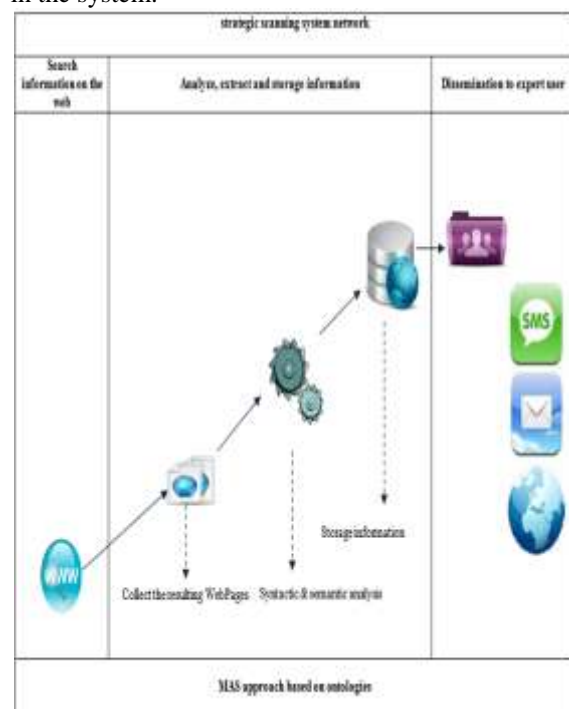 in the system.
strategic scanning system network
Search
information on the
web
Analyze, extract and storage information
Dissemination to expert user
SMS
Storage information
WWW
Collect the resulting WebPages
Syntactic & semantic analysis
MAS approach based on ontologies